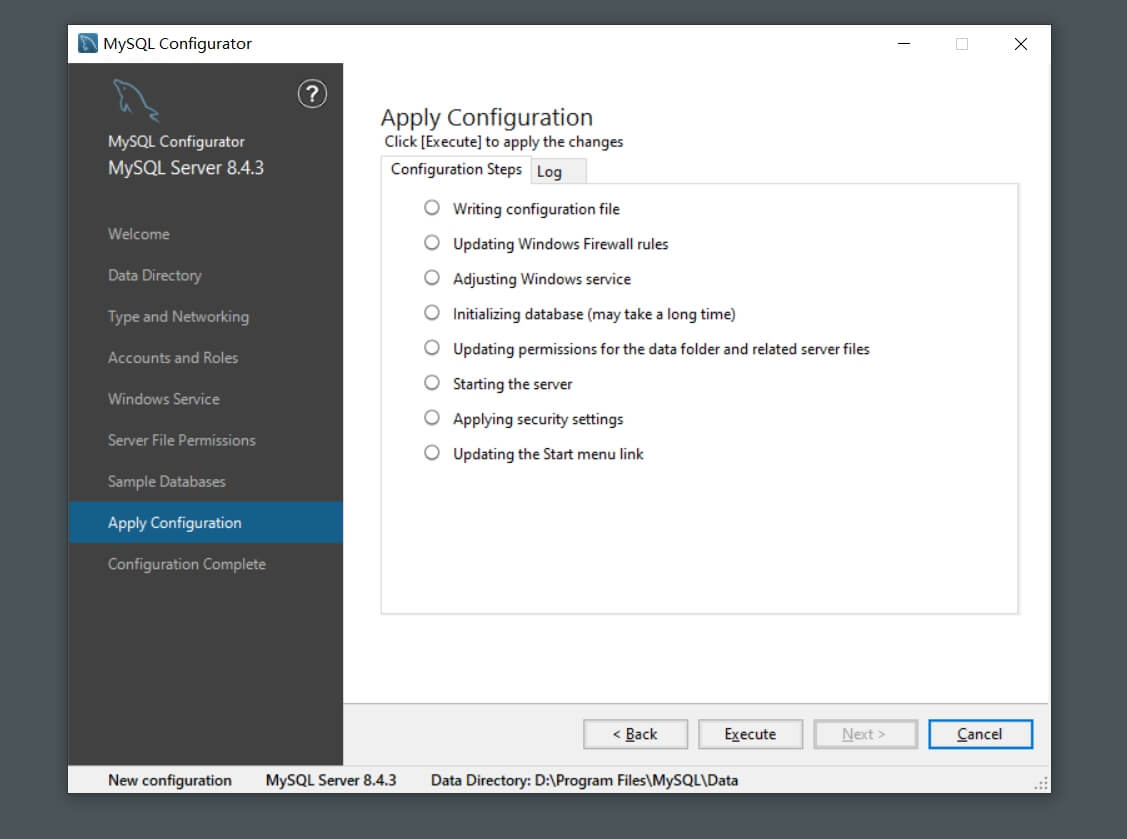 MySQL Configurator
?
MySQL Configurator
MySQL Server 8.4.3
Welcome
Data Directory
Type and Networking
Accounts and Roles
Windows Service
Server File Permissions
Sample Databases
Apply Configuration
Configuration Complete
Apply Configuration
Click [Execute] to apply the changes
Configuration Steps Log
Writing configuration file
Updating Windows Firewall rules
Adjusting Windows service
Initializing database (may take a long time)
Updating permissions for the data folder and related server files
Starting the server
Applying security settings
Updating the Start menu link
< Back Execute Next > Cancel
New configuration MySQL Server 8.4.3 Data Directory: D:\Program Files\MySQL\Data